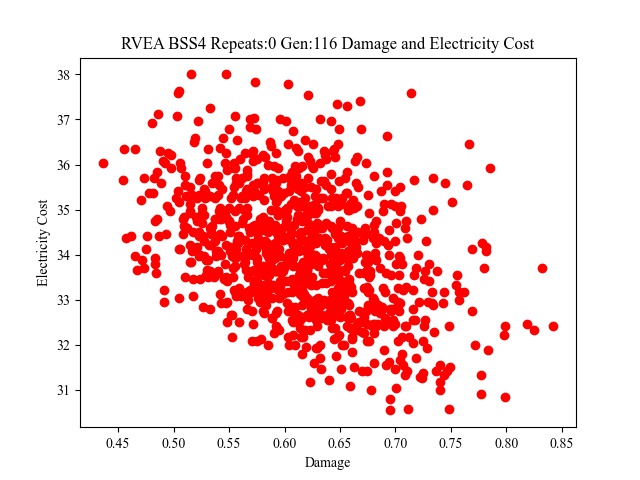 RVEA BSS4 Repeats:0 Gen:116 Damage and Electricity Cost
38
37
36
35
34
33
32
31
Electricity Cost
0.45 0.50 0.55 0.60 0.65 0.70 0.75 0.80 0.85
Damage